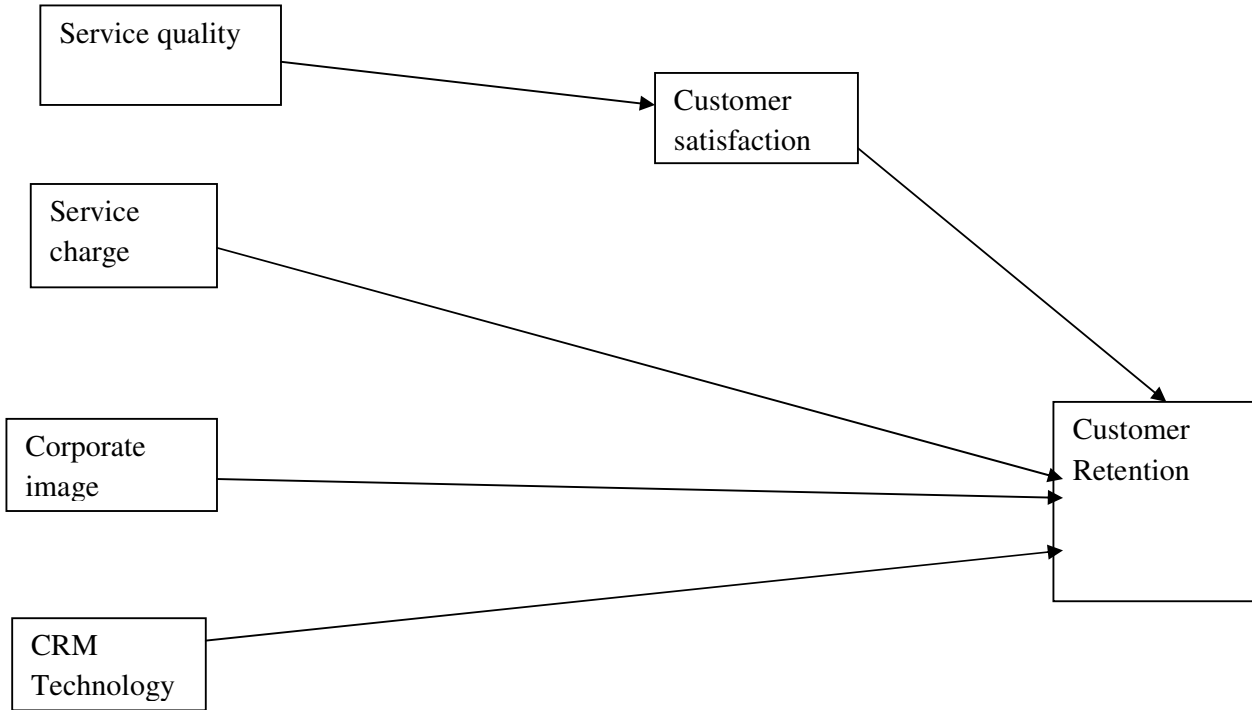 Service quality
Customer
satisfaction
Service
charge
Corporate
image
Customer
Retention
CRM
Technology